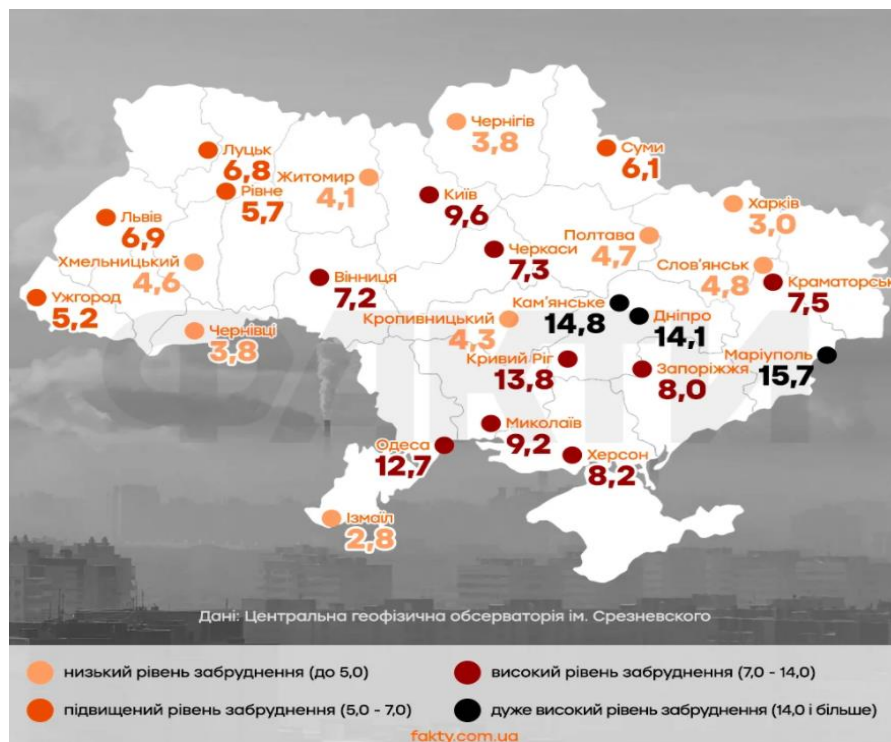 Чернігів
3,8
Луцьк
6,8
Суми
6,1
Житомир
4,1
Рівне
5,7
Київ
9,6
Харків
3,0
Львів
6,9
Полтава
4,7
Черкаси
7,3
Хмельницький
4,6
Слов'янськ
4,8
Вінниця
7,2
Краматорськ
7,5
Ужгород
5,2
Кам'янське
14,8
Дніпро
14,1
Кропивницький
4,3
Чернівці
3,8
Маріуполь
15,7
Кривий Ріг
13,8
Запоріжжя
8,0
Миколаїв
9,2
Одеса
12,7
Херсон
8,2
Ізмаїл
2,8
ФАКТИ
Дані: Центральна геофізична обсерваторія ім. Срезневского
низький рівень забруднення (до 5,0)
високий рівень забруднення (7,0 - 14,0)
підвищений рівень забруднення (5,0 - 7,0)
дуже високий рівень забруднення (14,0 і більше)
fakty.com.ua